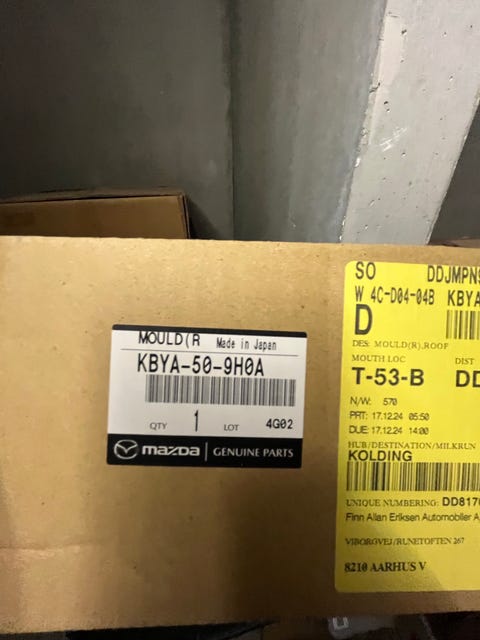 MOULD(R Made in Japan
KBYA-50-9H0A
QTY 1 LOT 4G02
mazda GENUINE PARTS
SO DDJMPN
W 4C-D04-04B KBYA
D
DES: MOULD(R),ROOF
MOUTH LOC DIST
T-53-B DD
N/W: 570
PRT: 17.12.24 05:50
DUE: 17.12.24 14:00
HUB/DESTINATION/MILKRUN
KOLDING
UNIQUE NUMBERING: DD817
Finn Allan Eriksen Automobiler A
VIBORGVEJ/RUNETOFTEN 267
8210 AARHUS V